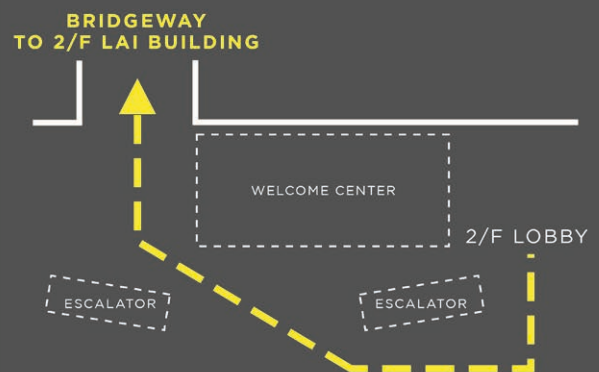 BRIDGEWAY
TO 2/F LAI BUILDING
WELCOME CENTER
2/F LOBBY
ESCALATOR
ESCALATOR